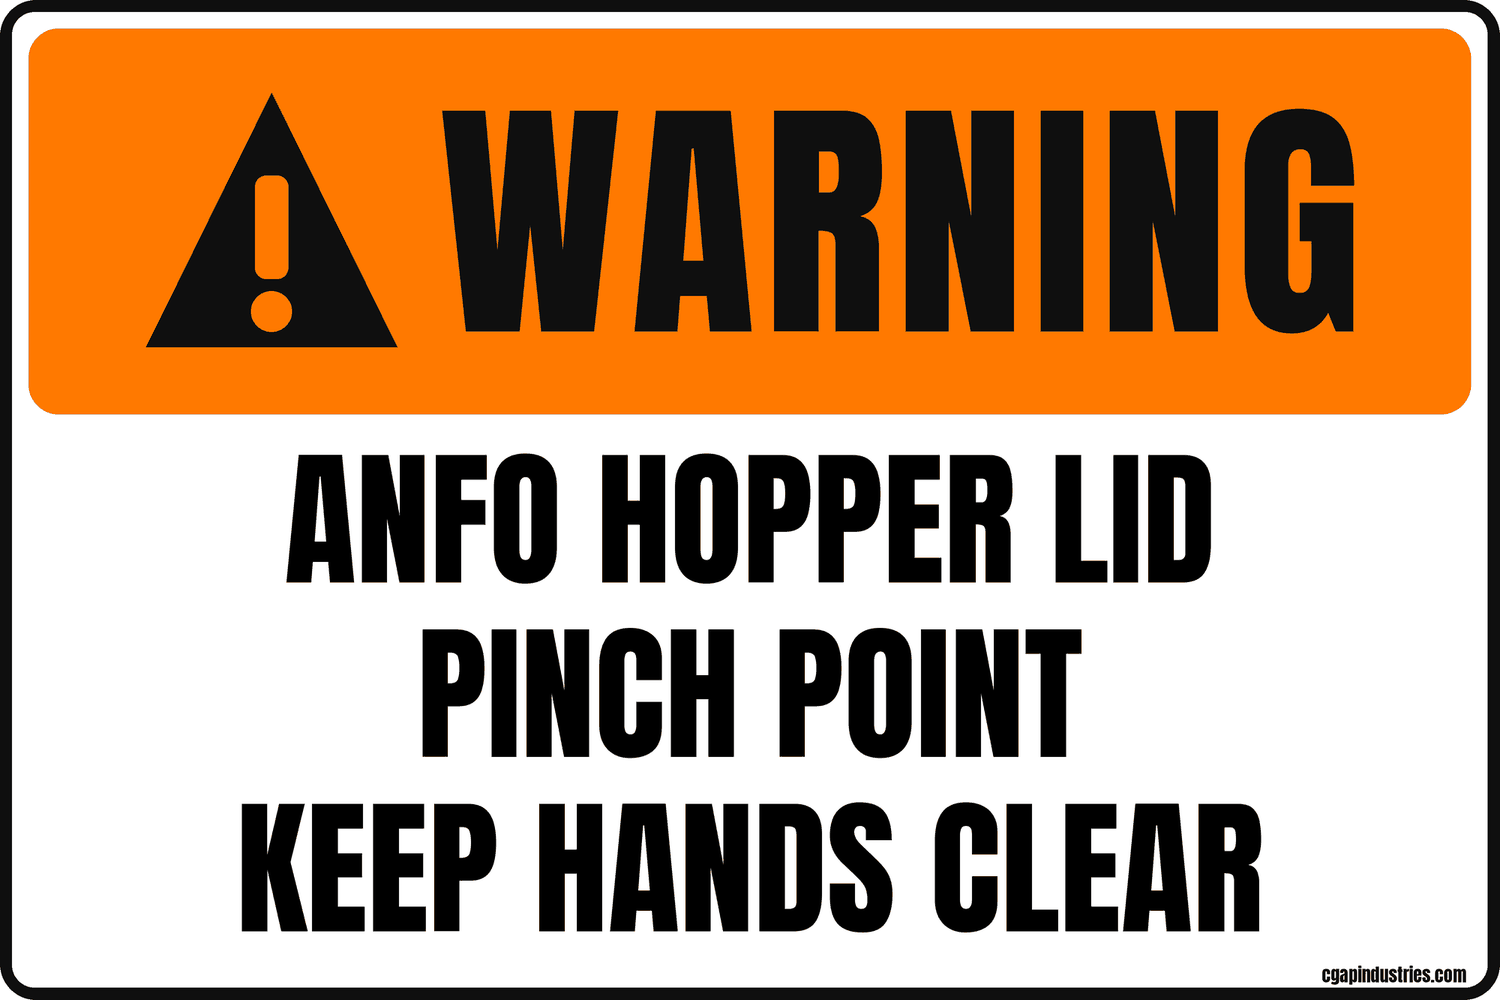 WARNING
ANFO HOPPER LID
PINCH POINT
KEEP HANDS CLEAR
cgapindustries.com